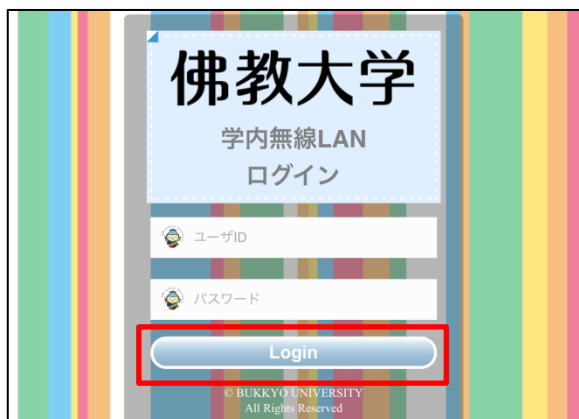 佛教大学
学内無線LAN
ログイン
ユーザID
パスワード
Login
© BUKKYO UNIVERSITY
All Rights Reserved